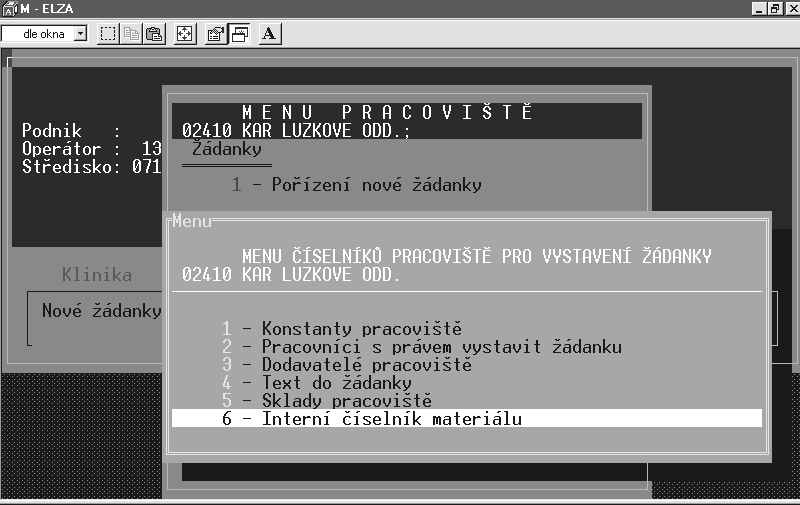 M - ELZA
dle okna
A
M E N U P R A C O V I Š T Ě
02410 KAR LUZKOVE ODD.;
Podnik :
Operátor : 13
Středisko: 071
Žádanky
1 - Pořízení nové žádanky
Menu
MENU ČÍSELNÍKŮ PRACOVIŠTĚ PRO VYSTAVENÍ ŽÁDANKY
02410 KAR LUZKOVE ODD.
Klinika
Nové žádanky
1 - Konstanty pracoviště
2 - Pracovníci s právem vystavit žádanku
3 - Dodavatelé pracoviště
4 - Text do žádanky
5 - Sklady pracoviště
6 - Interní číselník materiálu